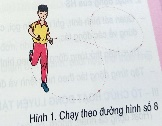 Hình 1. Chạy theo đường hình số 8